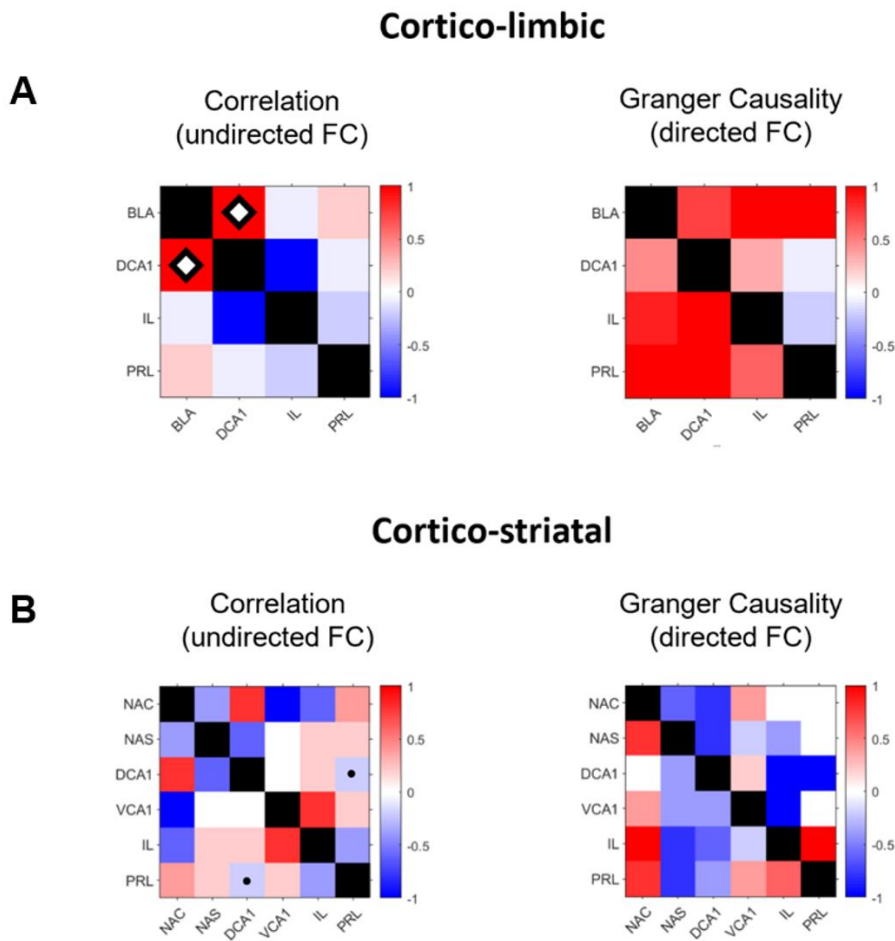 Cortico-limbic
A
Correlation
(undirected FC)
BLA
DCA1
IL
PRL
BLA
DCA1
IL
PRL
1
0.5
0
-0.5
-1
Granger Causality
(directed FC)
BLA
DCA1
IL
PRL
BLA
DCA1
IL
PRL
1
0.5
0
-0.5
-1
Cortico-striatal
B
Correlation
(undirected FC)
NAC
NAS
DCA1
VCA1
IL
PRL
NAC
NAS
DCA1
VCA1
IL
PRL
1
0.5
0
-0.5
-1
Granger Causality
(directed FC)
NAC
NAS
DCA1
VCA1
IL
PRL
NAC
NAS
DCA1
VCA1
IL
PRL
1
0.5
0
-0.5
-1